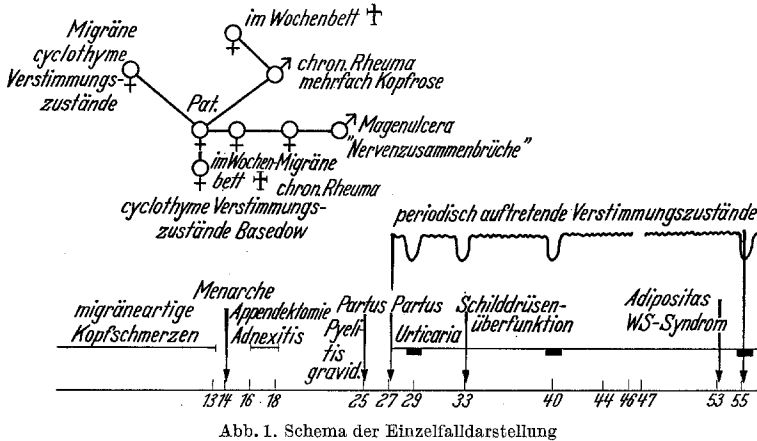 Migräne
cyclothyme
Verstimmungs-
zustände
im Wochenbett
chron. Rheuma
mehrfach Kopfrose
Pat.
Magenulcera
"Nervenzusammenbrüche"
im Wochen-
bett
Migräne
chron. Rheuma
cyclothyme Verstimmungs-
zustände Basedow
periodisch auftretende Verstimmungszustände
migräneartige
Kopfschmerzen
Menarche
Appendektomie
Adnexitis
Partus
Pyeli-
tis
gravid.
Partus
Urticaria
Schilddrüsen-
überfunktion
Adipositas
WS-Syndrom
13 14 16 18 25 27 29 33 40 44 46 47 53 55
Abb. 1. Schema der Einzelfalldarstellung